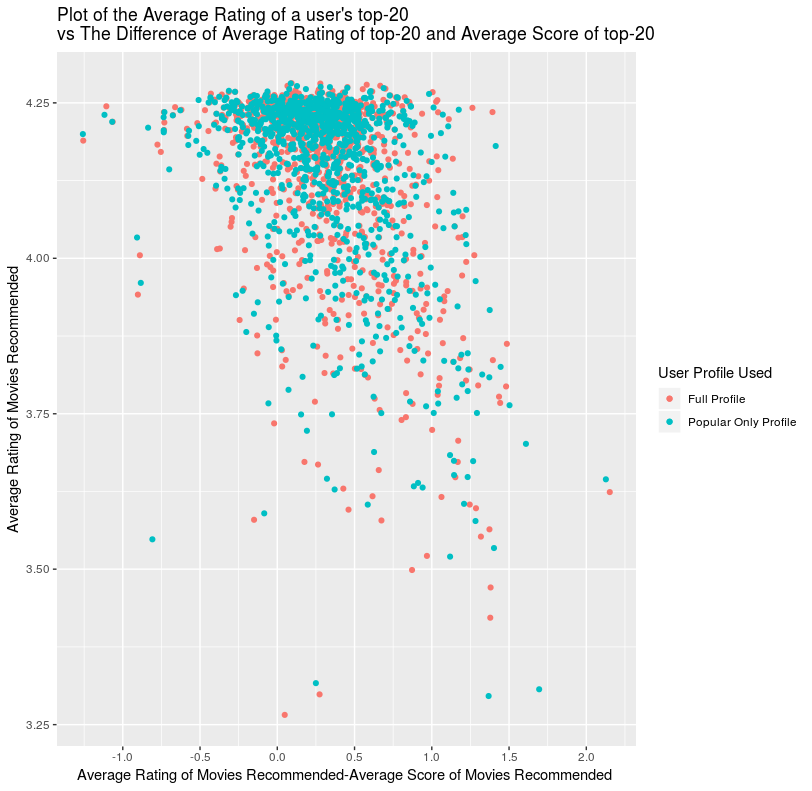 Plot of the Average Rating of a user's top-20
vs The Difference of Average Rating of top-20 and Average Score of top-20
Average Rating of Movies Recommended
4.25
4.00
3.75
3.50
3.25
-1.0
-0.5
0.0
0.5
1.0
1.5
2.0
Average Rating of Movies Recommended-Average Score of Movies Recommended
User Profile Used
Full Profile
Popular Only Profile